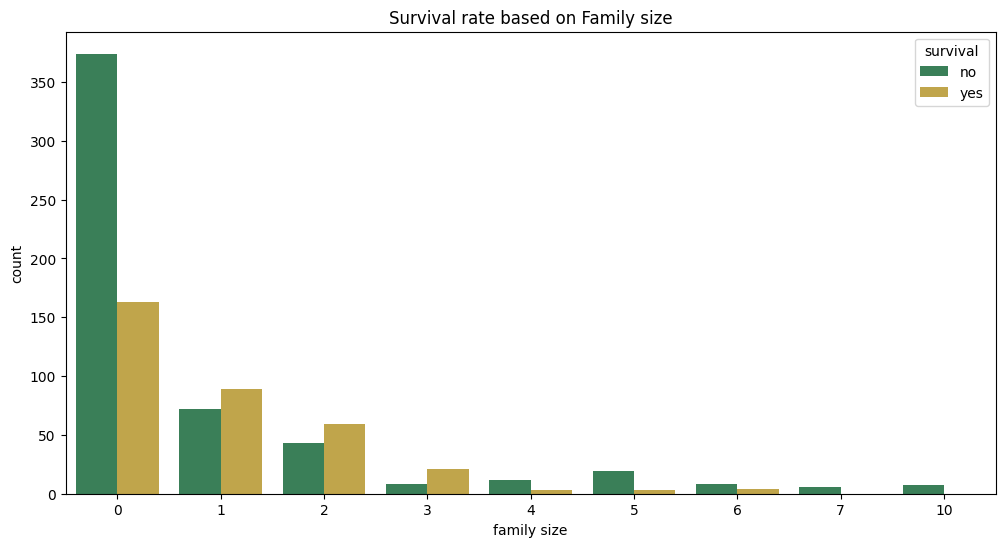 Survival rate based on Family size
survival
no
yes
count
350
300
250
200
150
100
50
0
0 1 2 3 4 5 6 7 10
family size